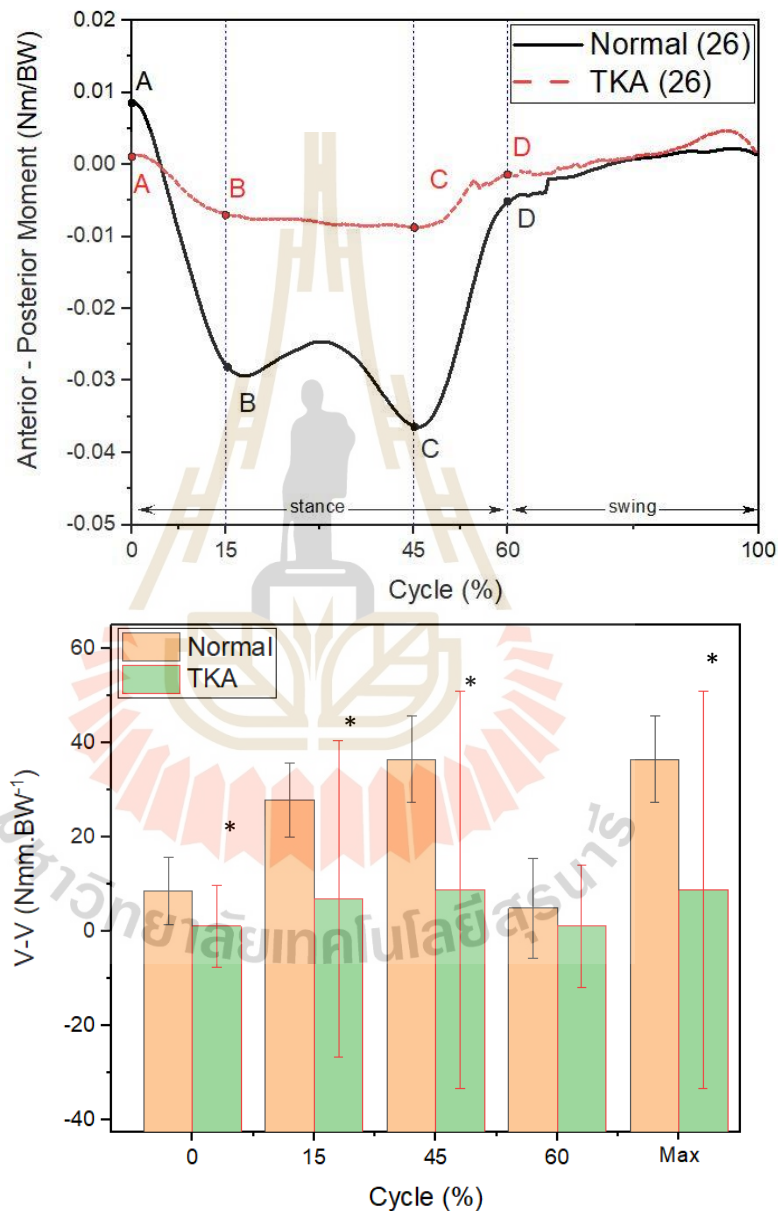 0.02
0.01
0.00
-0.01
-0.02
-0.03
-0.04
-0.05
Anterior - Posterior Moment (Nm/BW)
Normal (26)
TKA (26)
A
A
B
B
C
C
D
D
stance
swing
0
15
45
60
100
Cycle (%)
60
40
20
0
-20
-40
V-V (Nmm.BW⁻¹)
Normal
TKA
*
*
*
*
0
15
45
60
Max
Cycle (%)